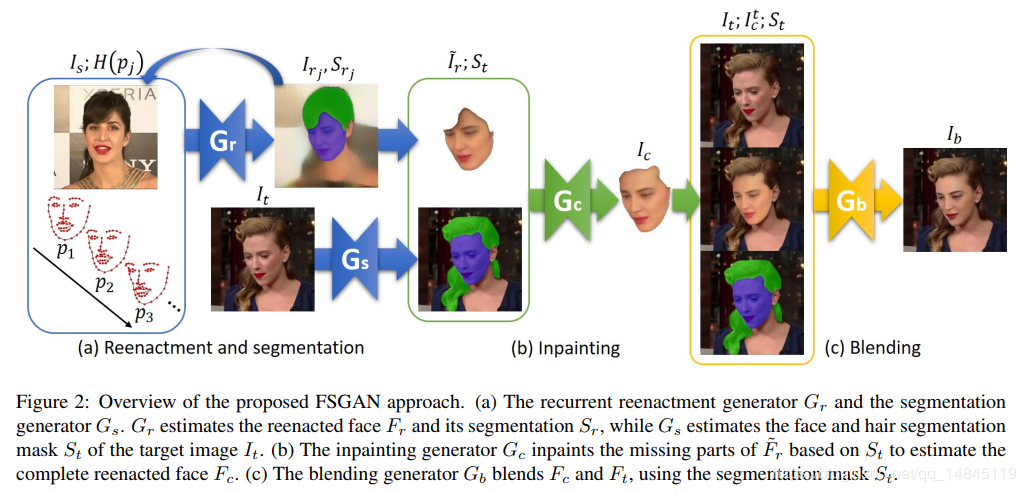 I_s; H(p_j)
I_{r_j}, S_{r_j}
Ĩ_r; S_t
I_t; I_c^t; S_t
XPERIA
NY
G_r
I_t
G_s
p_1
p_2
p_3
...
G_c
I_c
G_b
I_b
(a) Reenactment and segmentation
(b) Inpainting
(c) Blending
Figure 2: Overview of the proposed FSGAN approach. (a) The recurrent reenactment generator G_r and the segmentation
generator G_s. G_r estimates the reenacted face F_r and its segmentation S_r, while G_s estimates the face and hair segmentation
mask S_t of the target image I_t. (b) The inpainting generator G_c inpaints the missing parts of F̃_r based on S_t to estimate the
complete reenacted face F_c. (c) The blending generator G_b blends F_c and F_t, using the segmentation mask S_t.
net/qq_14845119